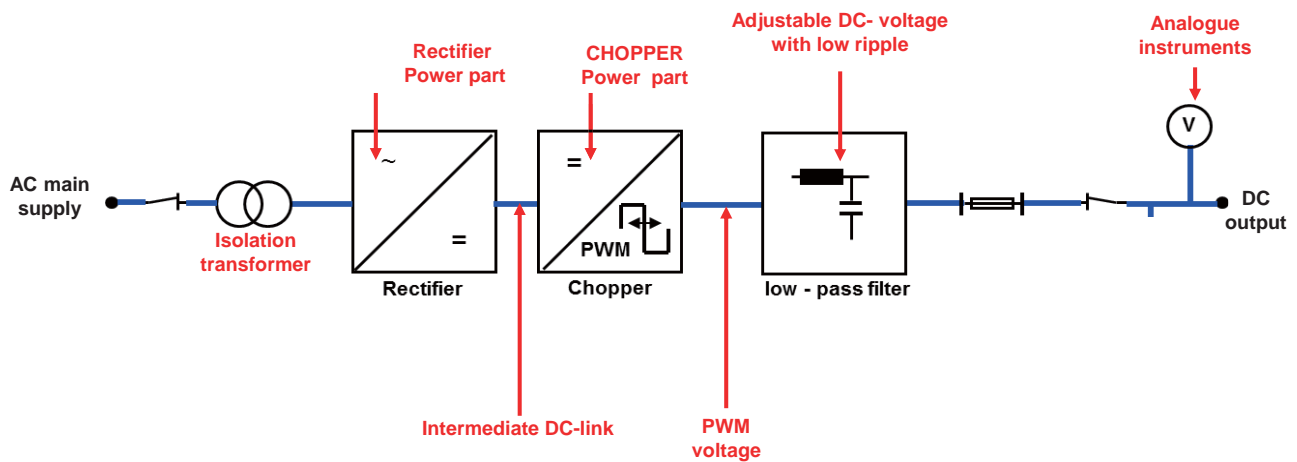 Rectifier
Power part
CHOPPER
Power part
Adjustable DC- voltage
with low ripple
Analogue
instruments
V
~
=
=
PWM
AC main
supply
DC
output
Isolation
transformer
Rectifier
Chopper
low - pass filter
Intermediate DC-link
PWM
voltage